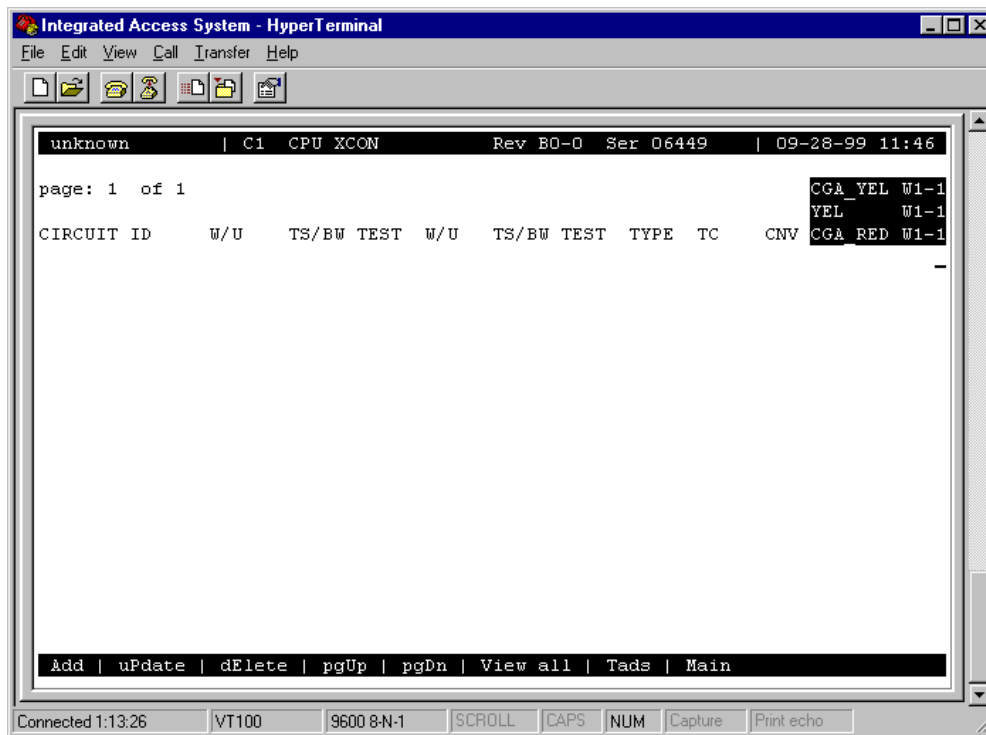 Integrated Access System - HyperTerminal
File Edit View Call Transfer Help
unknown | C1 CPU XCON Rev B0-0 Ser 06449 | 09-28-99 11:46
page: 1 of 1 CGA_YEL W1-1
YEL W1-1
CIRCUIT ID W/U TS/BW TEST W/U TS/BW TEST TYPE TC CNV CGA_RED W1-1
Add | uPdate | dElete | pgUp | pgDn | View all | Tads | Main
Connected 1:13:26 VT100 9600 8-N-1 SCROLL CAPS NUM Capture Print echo